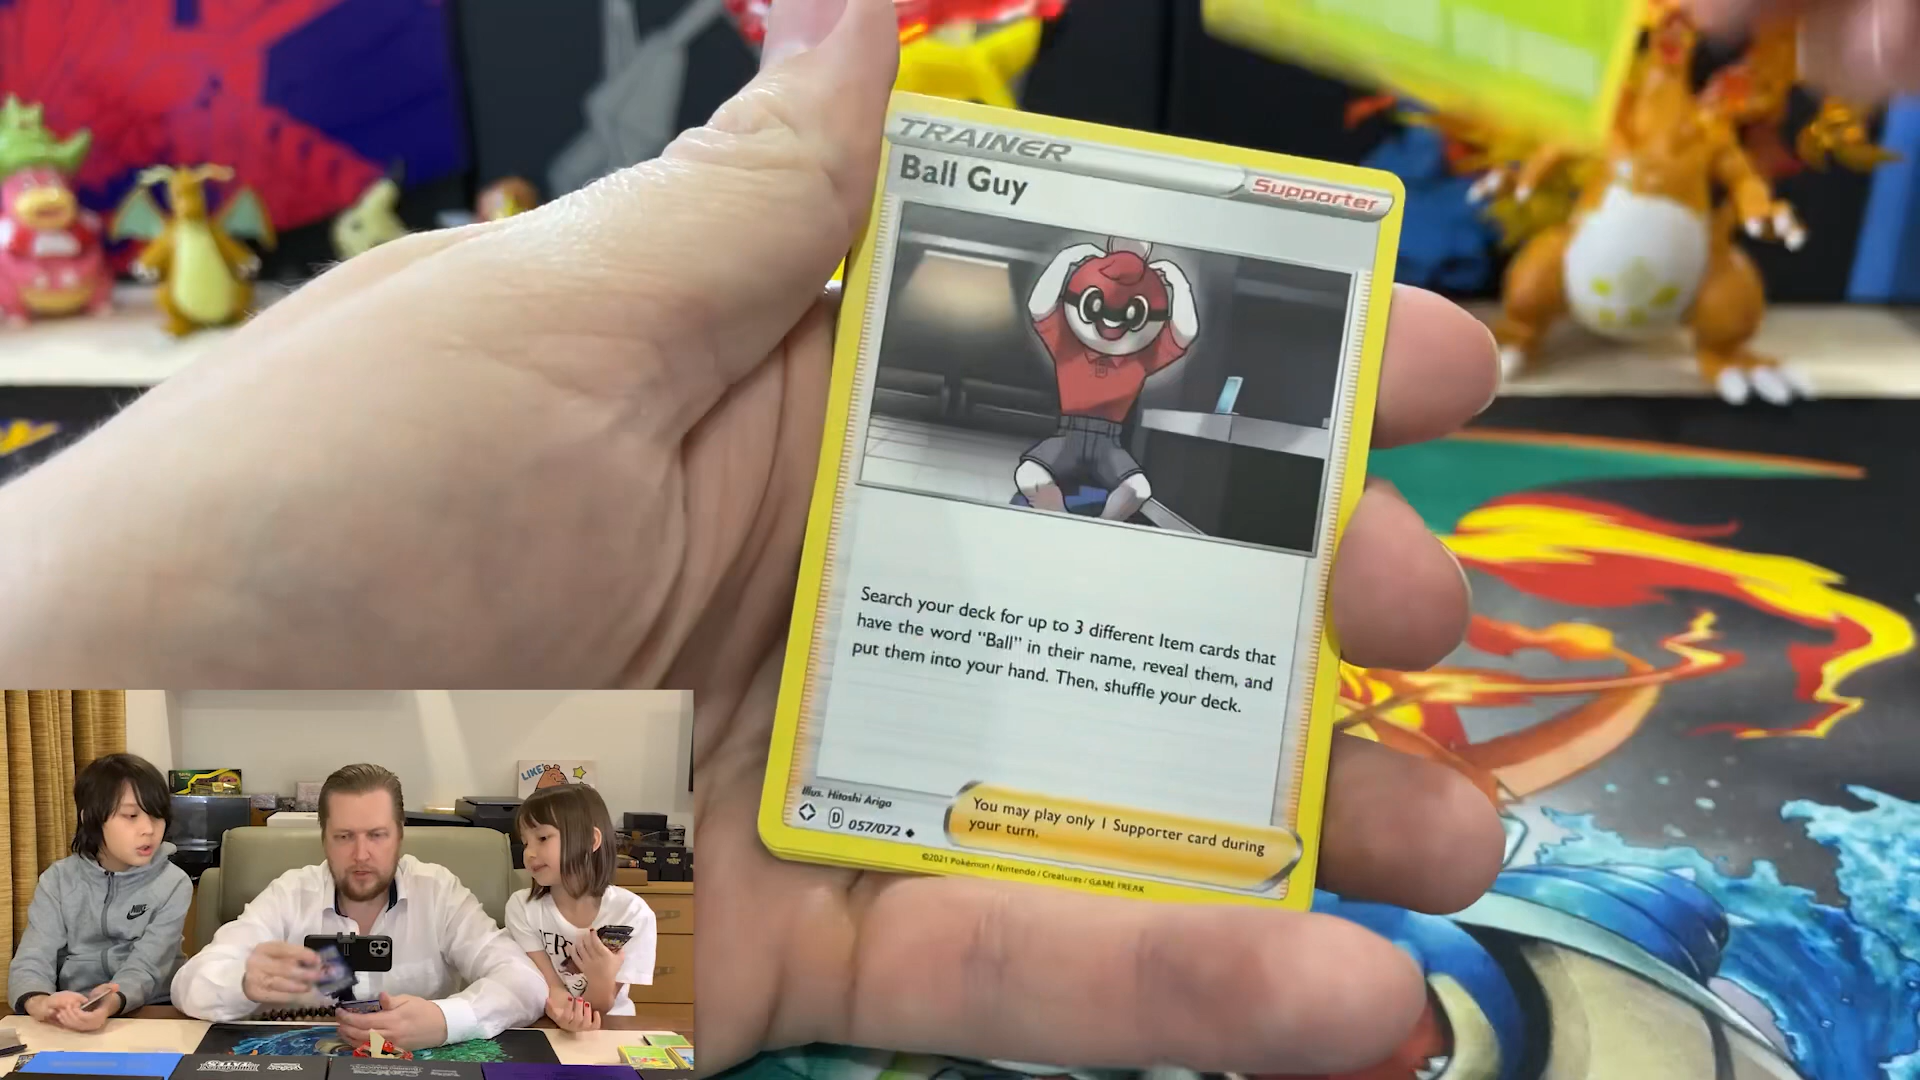 TRAINER
Ball Guy
Supporter
Search your deck for up to 3 different Item cards that
have the word "Ball" in their name, reveal them, and
put them into your hand. Then, shuffle your deck.
Illus. Hitoshi Ariga
D 057/072
You may play only 1 Supporter card during
your turn.
©2021 Pokémon / Nintendo / Creatures / GAME FREAK
LIKE
NIKE